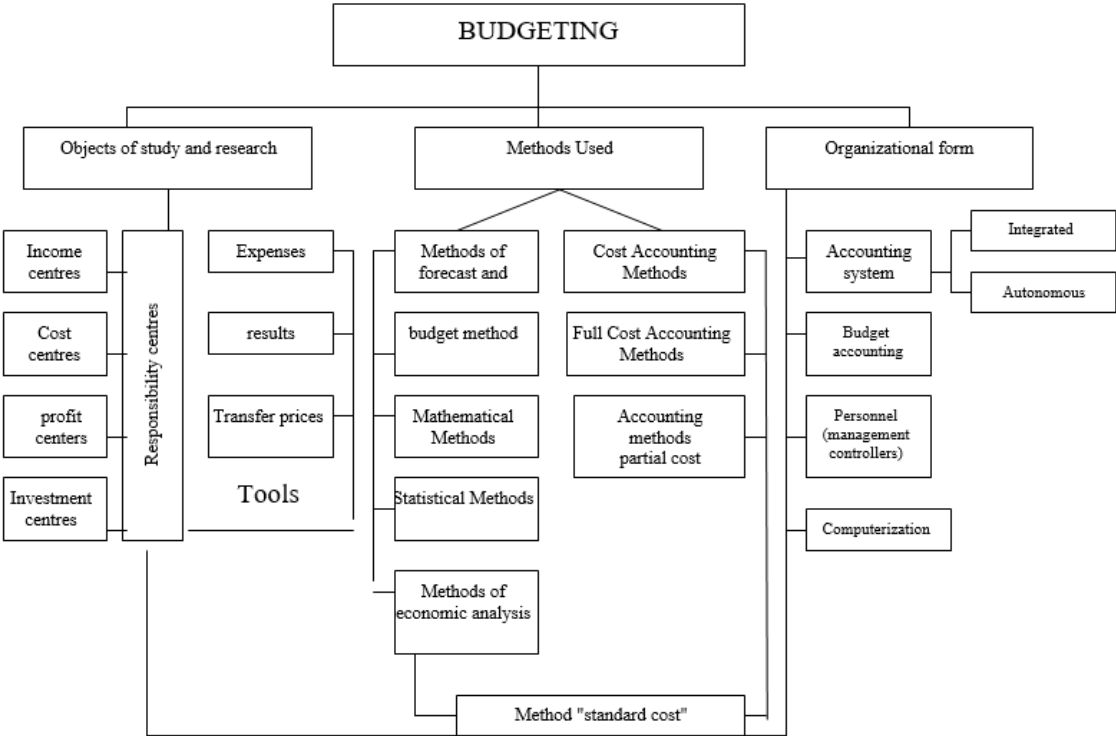 BUDGETING
Objects of study and research
Methods Used
Organizational form
Income
centres
Cost
centres
profit
centers
Investment
centres
Responsibility centres
Expenses
results
Transfer prices
Tools
Methods of
forecast and
budget method
Mathematical
Methods
Statistical Methods
Methods of
economic analysis
Cost Accounting
Methods
Full Cost Accounting
Methods
Accounting
methods
partial cost
Method "standard cost"
Accounting
system
Integrated
Autonomous
Budget
accounting
Personnel
(management
controllers)
Computerization